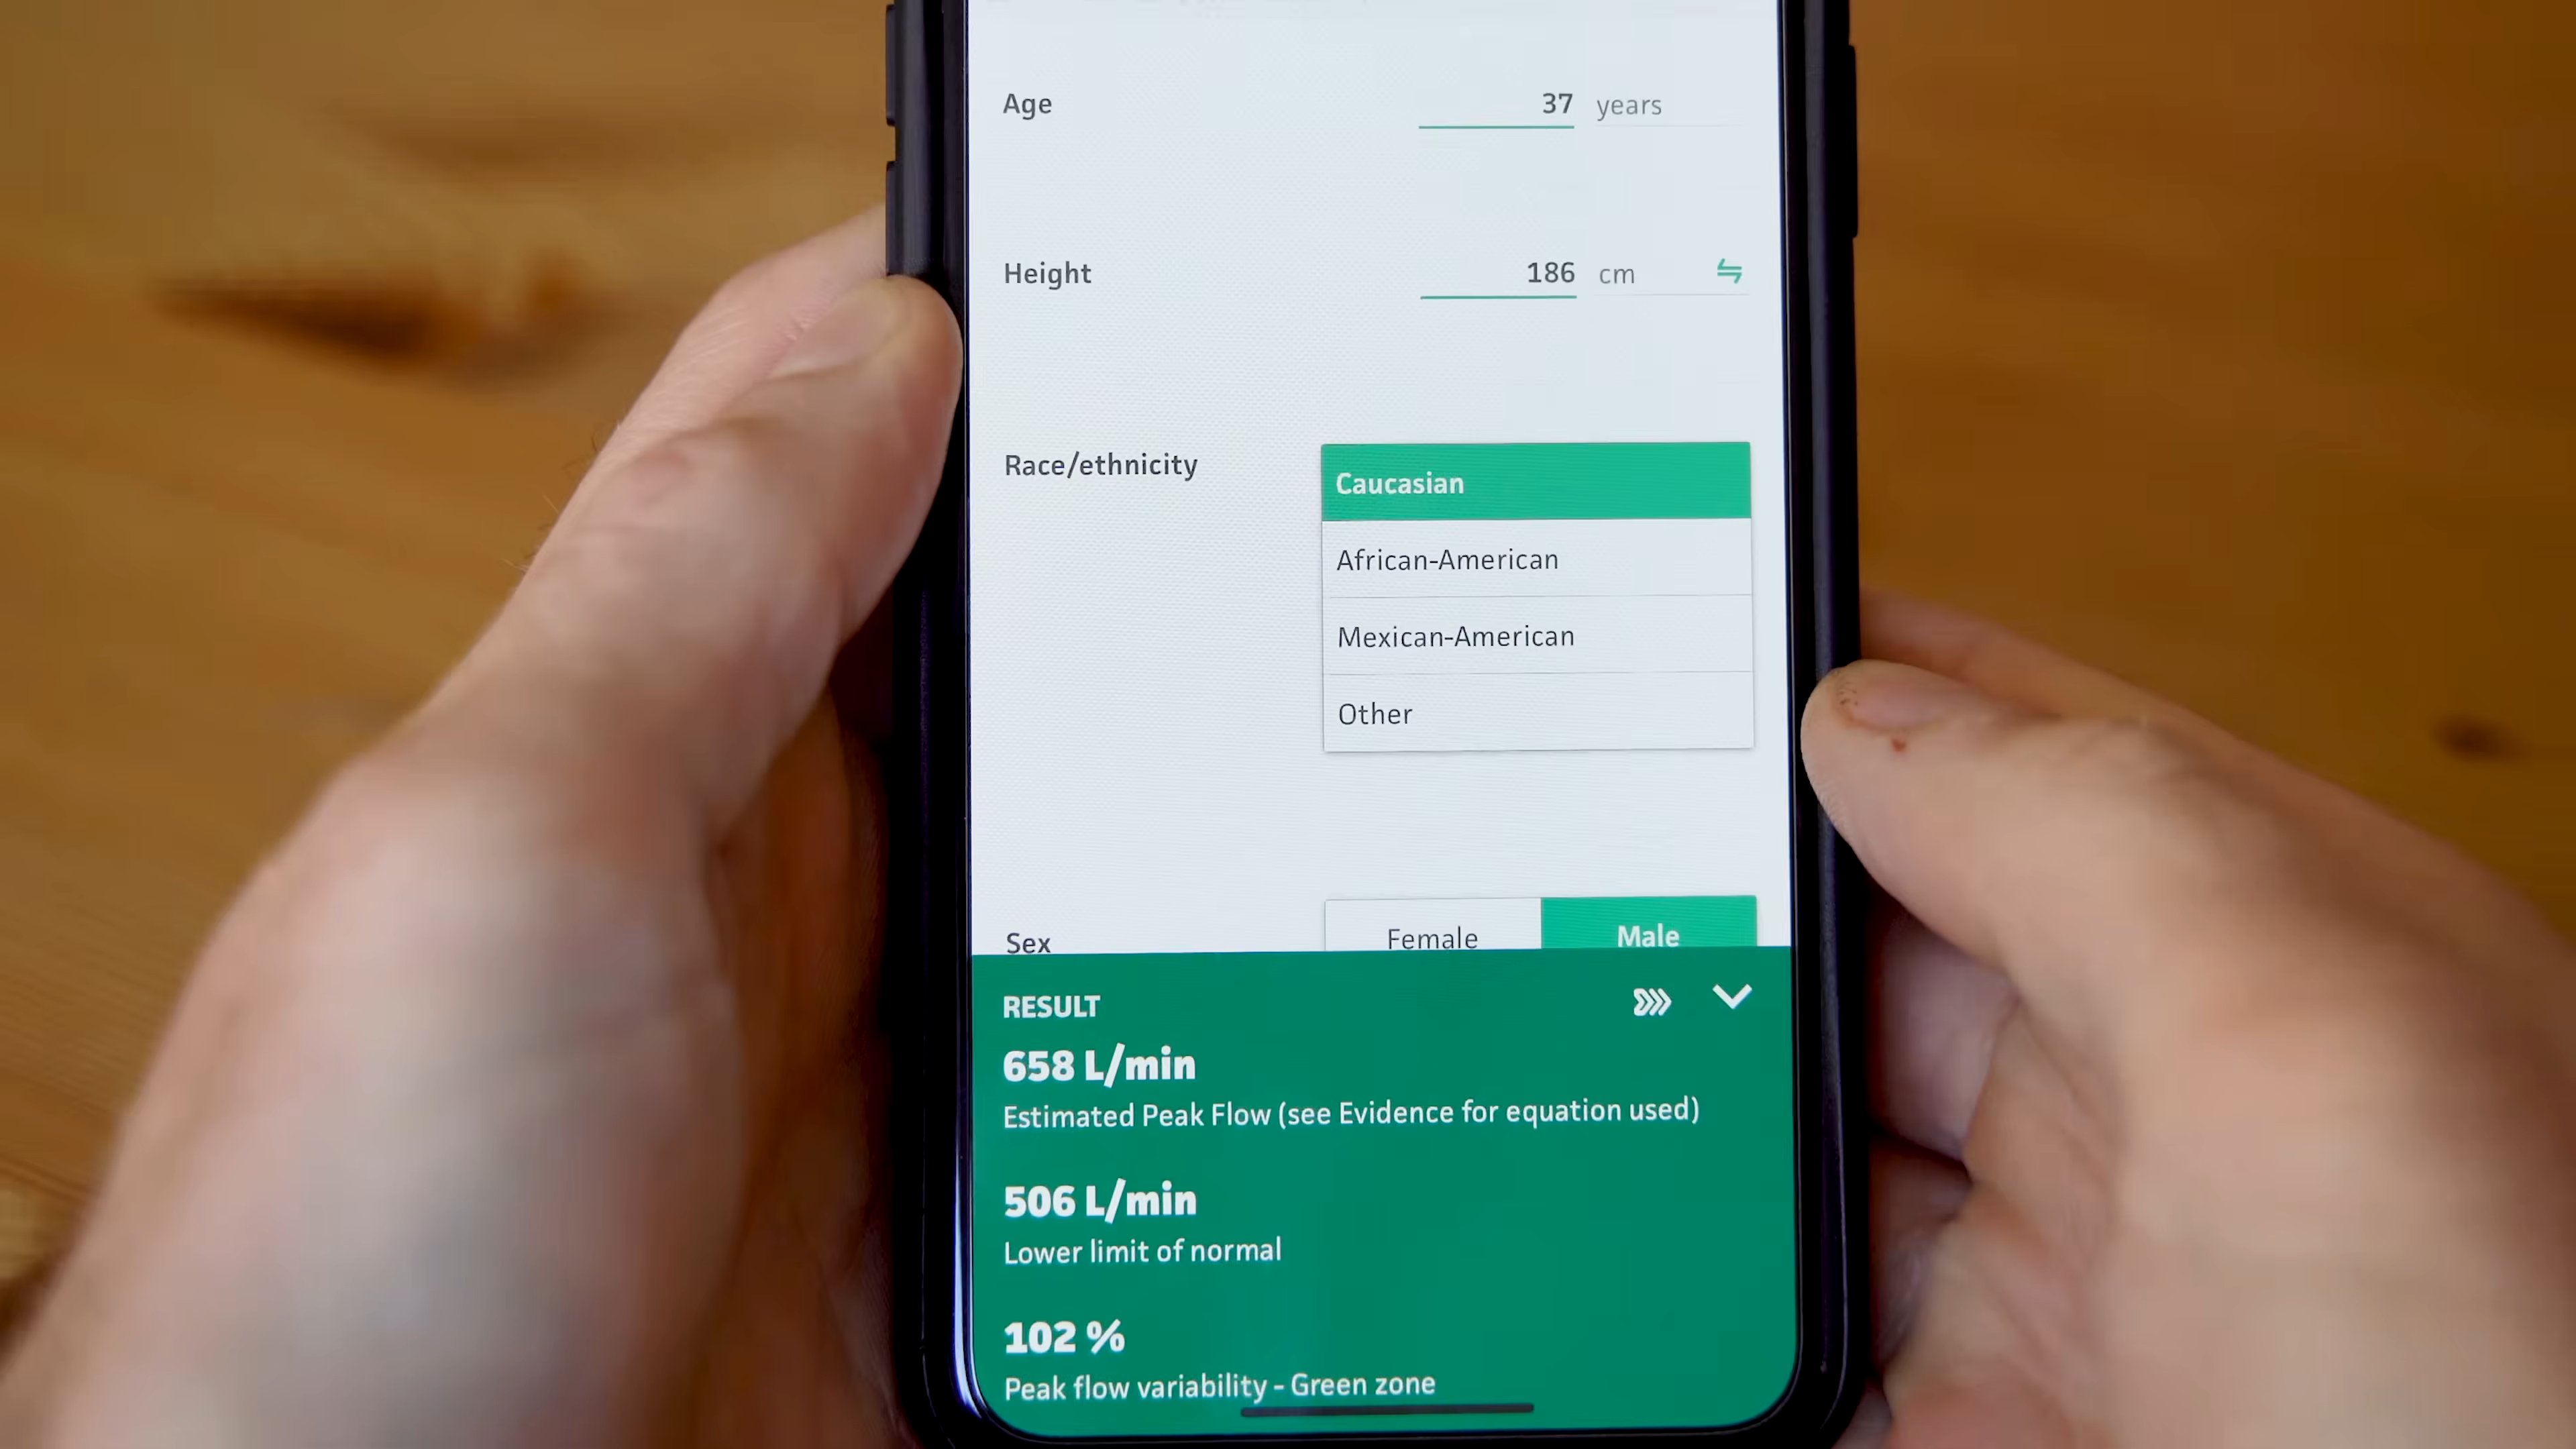 Age 37 years
Height 186 cm
Race/ethnicity Caucasian
African-American
Mexican-American
Other
Sex Female Male
RESULT
658 L/min
Estimated Peak Flow (see Evidence for equation used)
506 L/min
Lower limit of normal
102 %
Peak flow variability - Green zone